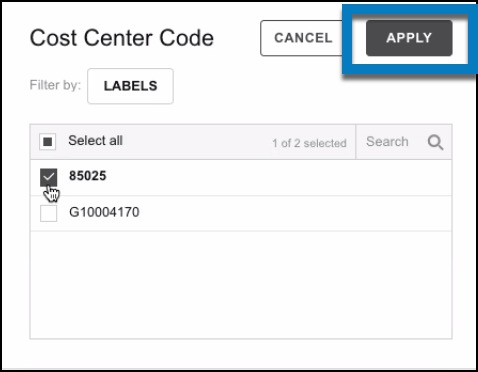 Cost Center Code CANCEL APPLY
Filter by: LABELS
Select all 1 of 2 selected Search
85025
G10004170